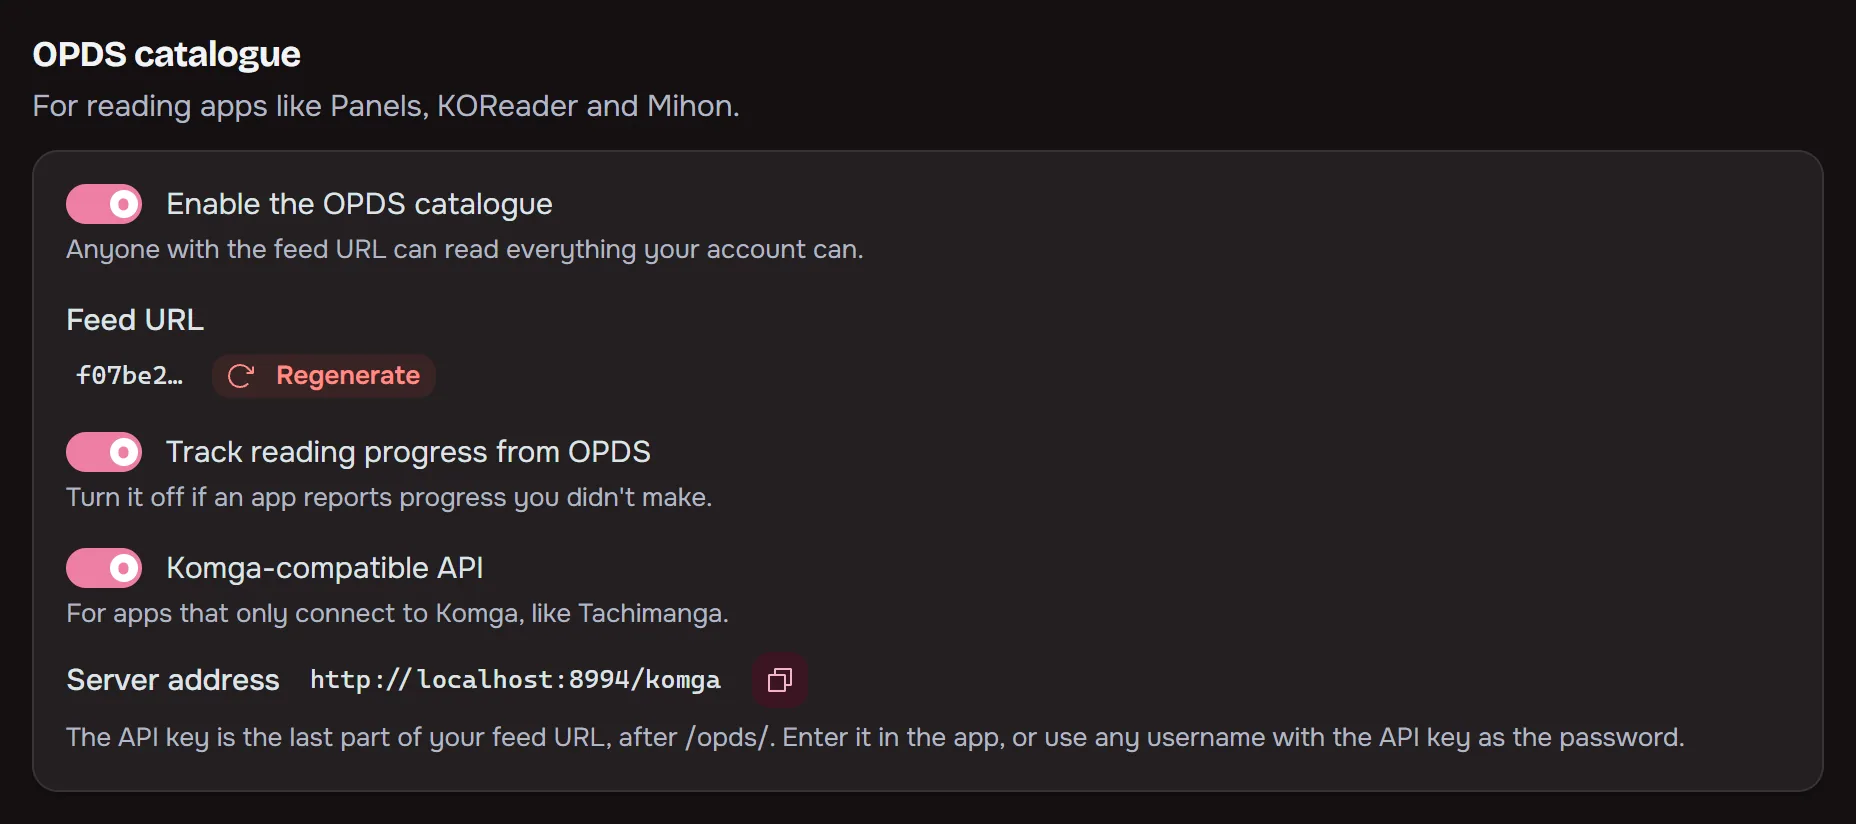 OPDS catalogue
For reading apps like Panels, KOReader and Mihon.
Enable the OPDS catalogue
Anyone with the feed URL can read everything your account can.
Feed URL
f07be2…
Regenerate
Track reading progress from OPDS
Turn it off if an app reports progress you didn't make.
Komga-compatible API
For apps that only connect to Komga, like Tachimanga.
Server address http://localhost:8994/komga
The API key is the last part of your feed URL, after /opds/. Enter it in the app, or use any username with the API key as the password.